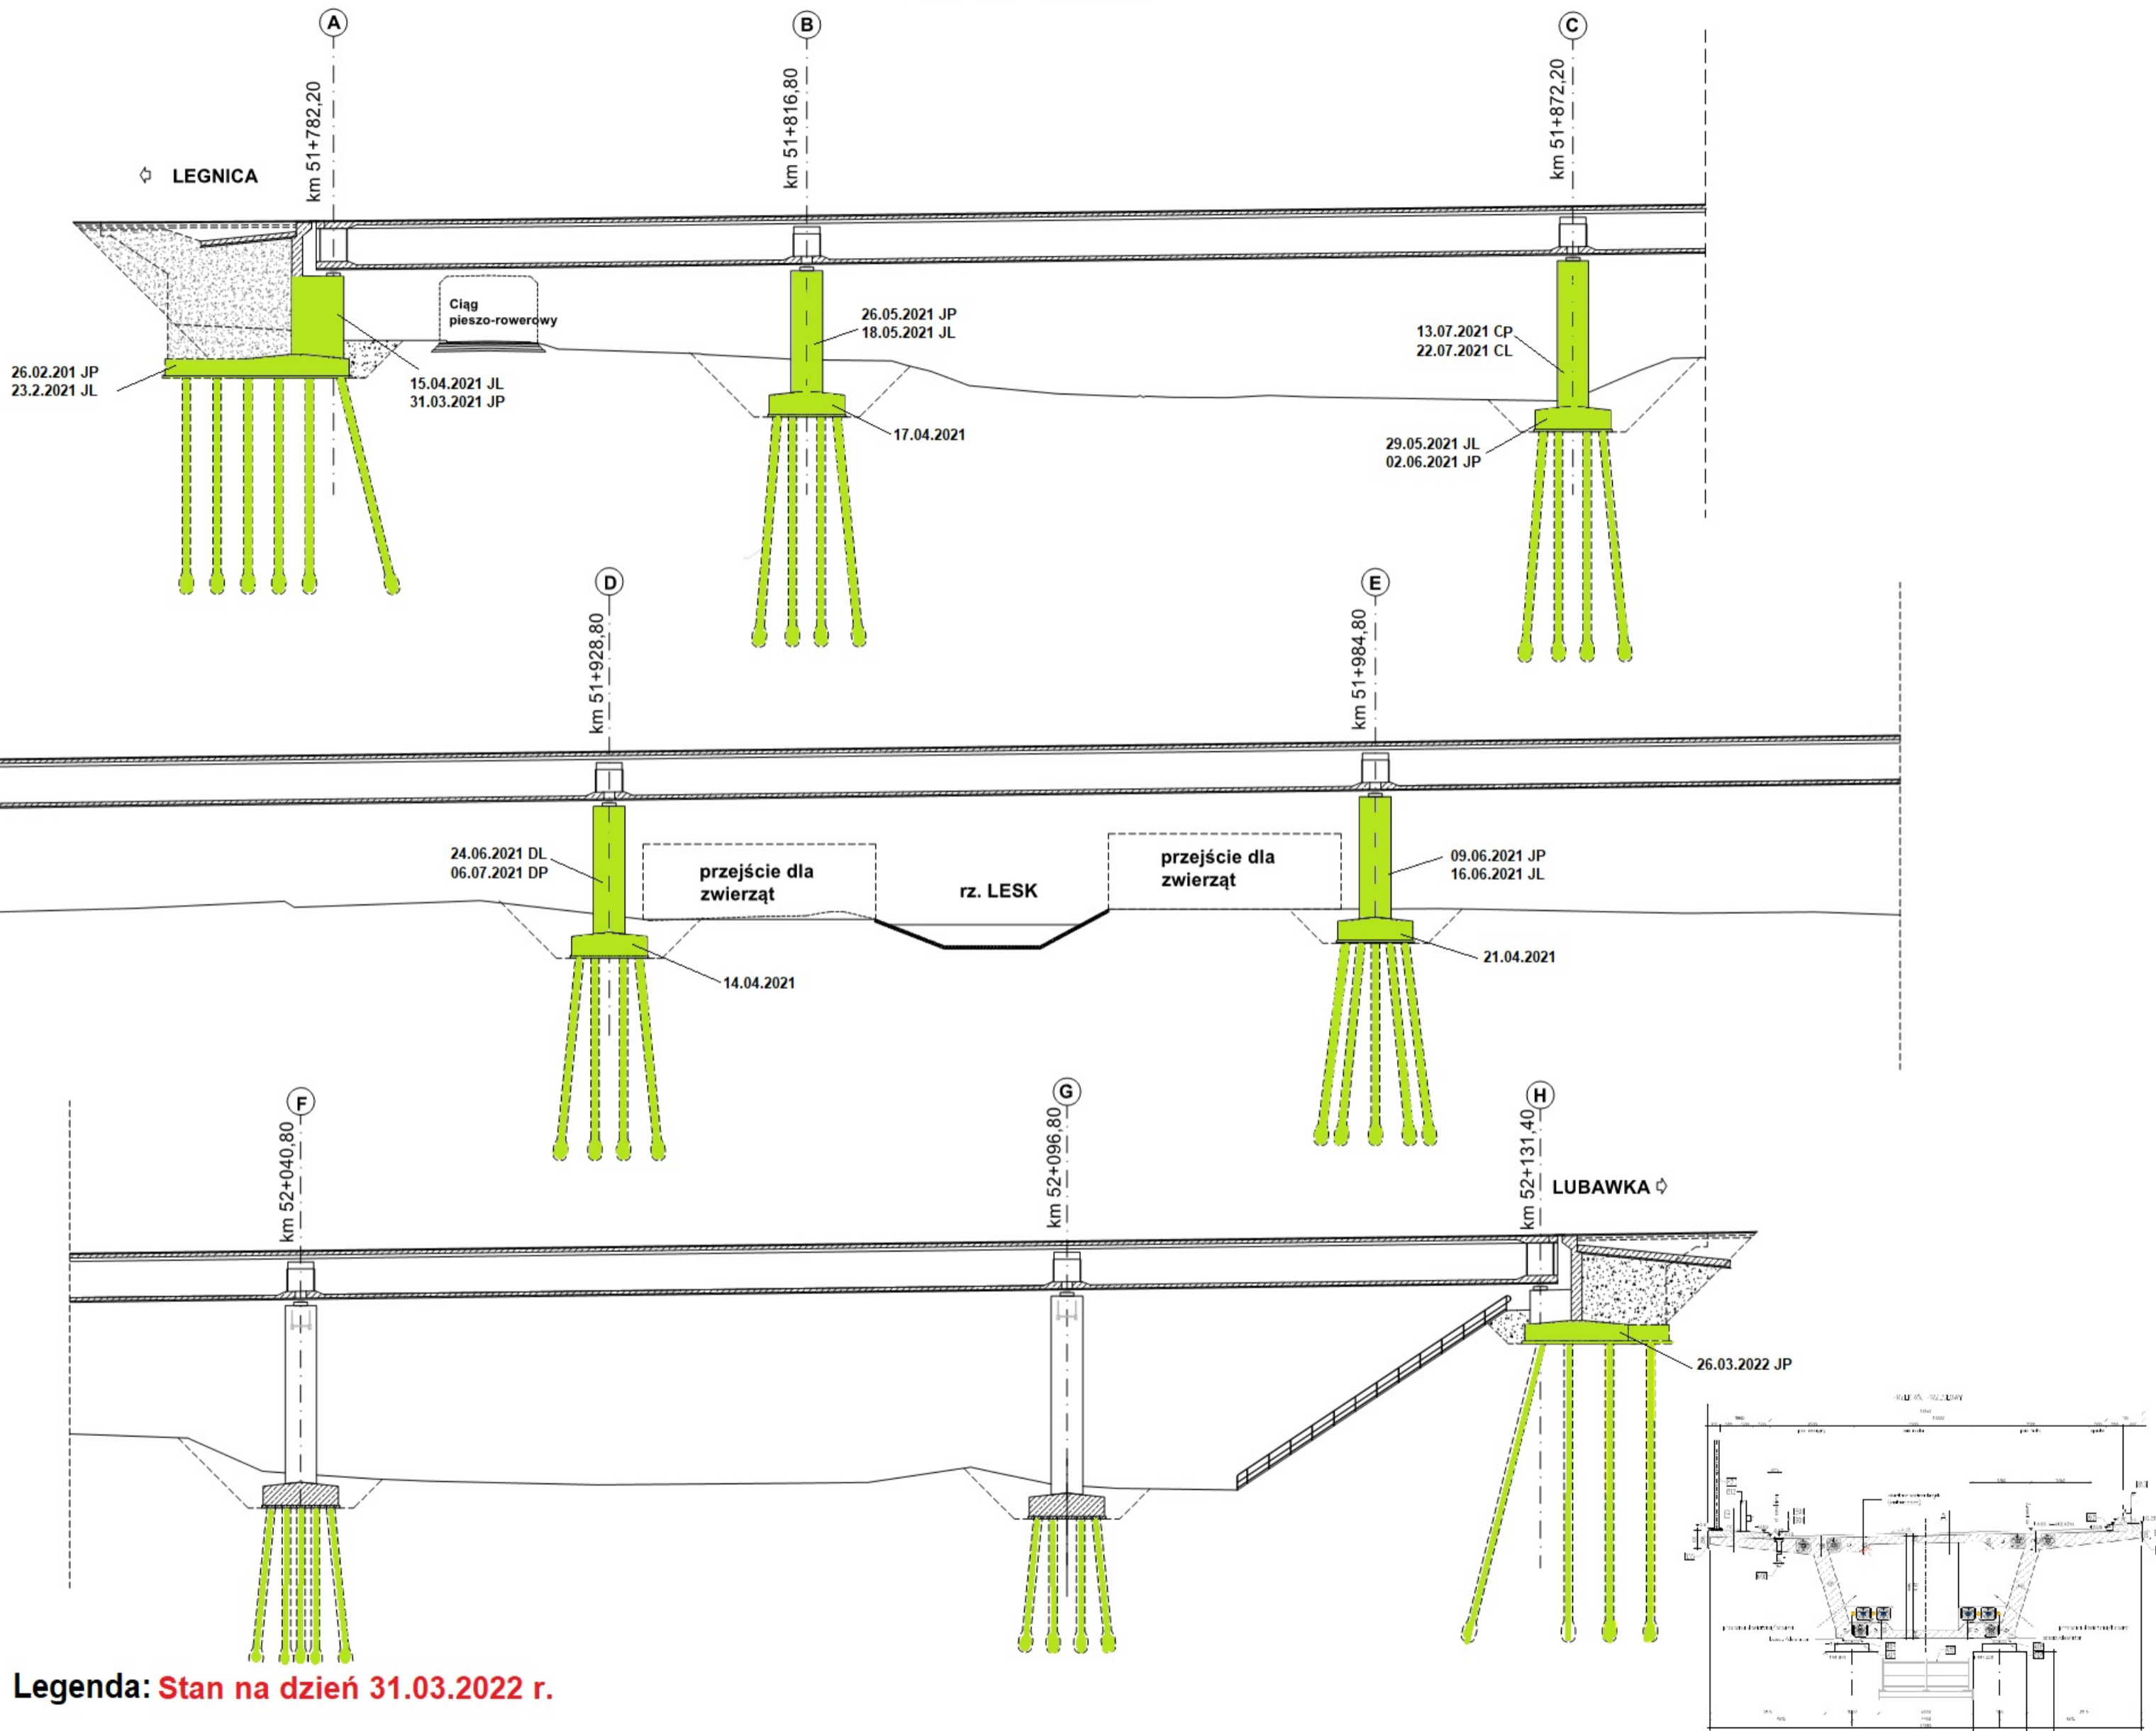 A
B
C
km 51+782,20
km 51+816,80
km 51+872,20
LEGNICA
Ciąg
pieszo-rowerowy
26.05.2021 JP
18.05.2021 JL
13.07.2021 CP
22.07.2021 CL
26.02.201 JP
23.2.2021 JL
15.04.2021 JL
31.03.2021 JP
17.04.2021
29.05.2021 JL
02.06.2021 JP
D
E
km 51+928,80
km 51+984,80
24.06.2021 DL
06.07.2021 DP
przejście dla
zwierząt
rz. LESK
przejście dla
zwierząt
09.06.2021 JP
16.06.2021 JL
14.04.2021
21.04.2021
F
G
H
km 52+040,80
km 52+096,80
km 52+131,40
LUBAWKA
26.03.2022 JP
Legenda: Stan na dzień 31.03.2022 r.